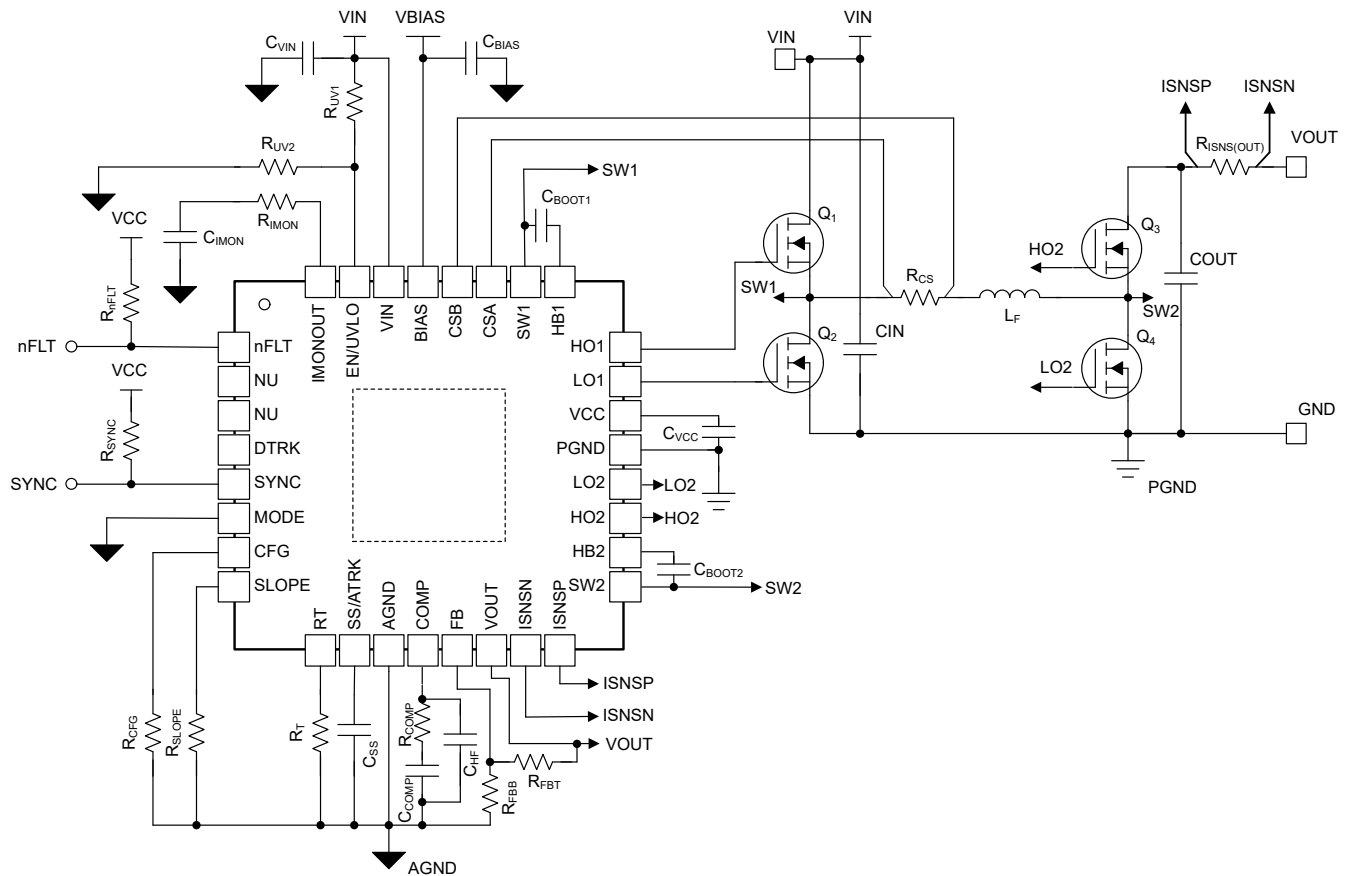 VIN
VBIAS
VIN
VIN
CVIN
CBIAS
RUV1
ISNSP
ISNSN
RISNS(OUT)
VOUT
RUV2
SW1
CBOOT1
RIMON
CIMON
VCC
RnFLT
nFLT
VCC
RSYNC
SYNC
IMONOUT
EN/UVLO
VIN
BIAS
CSB
CSA
SW1
HB1
nFLT
NU
NU
DTRK
SYNC
MODE
CFG
SLOPE
HO1
LO1
VCC
PGND
LO2
HO2
HB2
SW2
Q1
SW1
RCS
LF
Q2
CIN
Q3
HO2
COUT
SW2
Q4
LO2
GND
PGND
CVCC
LO2
HO2
CBOOT2
SW2
RT
SS/ATRK
AGND
COMP
FB
VOUT
ISNSN
ISNSP
ISNSP
ISNSN
VOUT
RCFG
RSLOPE
RT
CSS
RCOMP
CCOMP
CHF
RFBB
RFBT
AGND